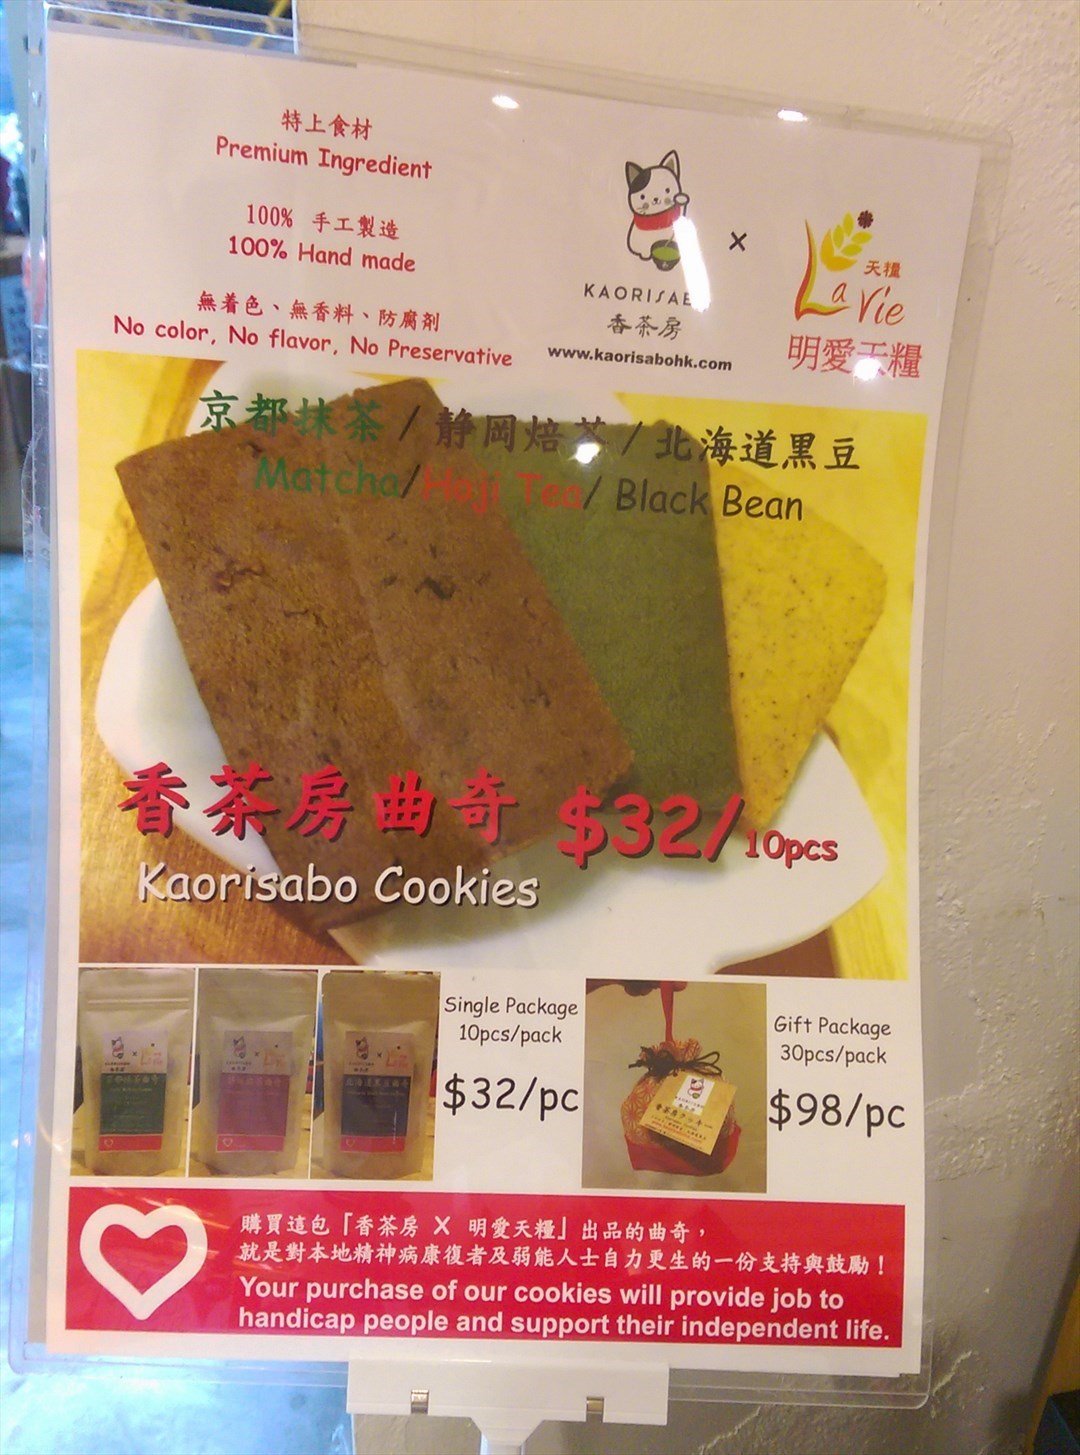 特上食材
Premium Ingredient
100% 手工製造
100% Hand made
無着色、無香料、防腐劑
No color, No flavor, No Preservative
KAORISAB
香茶房
www.kaorisabohk.com
×
天糧
La Vie
明愛天糧
京都抹茶 / 静岡焙茶 / 北海道黒豆
Matcha/Hoji Tea/ Black Bean
香茶房曲奇 $32/10pcs
Kaorisabo Cookies
Single Package
10pcs/pack
$32/pc
Gift Package
30pcs/pack
$98/pc
購買這包「香茶房 X 明愛天糧」出品的曲奇，
就是對本地精神病康復者及弱能人士自力更生的一份支持與鼓勵！
Your purchase of our cookies will provide job to
handicap people and support their independent life.